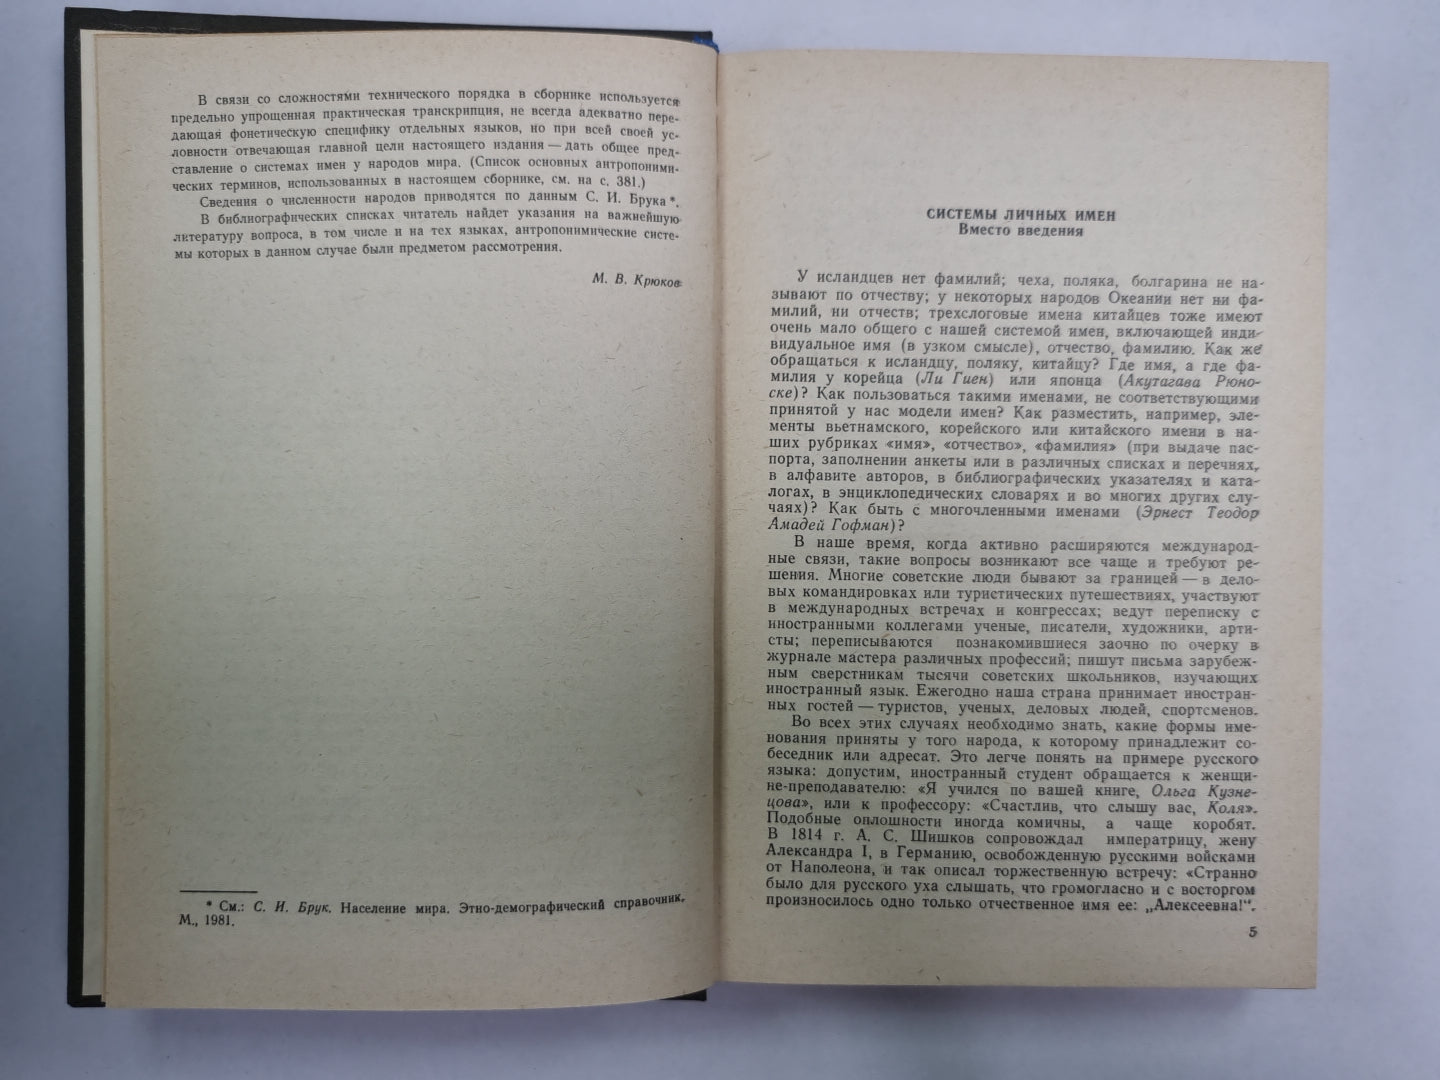 В связи со сложностями технического порядка в сборнике используется
предельно упрощенная практическая транскрипция, не всегда адекватно пере-
дающая фонетическую специфику отдельных языков, но при всей своей ус-
ловности отвечающая главной цели настоящего издания — дать общее пред-
ставление о системах имен у народов мира. (Список основных антропоними-
ческих терминов, использованных в настоящем сборнике, см. на с. 381.)
Сведения о численности народов приводятся по данным С. И. Брука *.
В библиографических списках читатель найдет указания на важнейшую
литературу вопроса, в том числе и на тех языках, антропонимические систе-
мы которых в данном случае были предметом рассмотрения.
М. В. Крюков
* См.: С. И. Брук. Население мира. Этно-демографический справочник.
М., 1981.
СИСТЕМЫ ЛИЧНЫХ ИМЕН
Вместо введения
У исландцев нет фамилий; чеха, поляка, болгарина не на-
зывают по отчеству; у некоторых народов Океании нет ни фа-
милий, ни отчеств; трехслоговые имена китайцев тоже имеют
очень мало общего с нашей системой имен, включающей инди-
видуальное имя (в узком смысле), отчество, фамилию. Как же
обращаться к исландцу, поляку, китайцу? Где имя, а где фа-
милия у корейца (Ли Гиен) или японца (Акутагава Рюно-
ске)? Как пользоваться такими именами, не соответствующими
принятой у нас модели имен? Как разместить, например, эле-
менты вьетнамского, корейского или китайского имени в на-
ших рубриках «имя», «отчество», «фамилия» (при выдаче пас-
порта, заполнении анкеты или в различных списках и перечнях,
в алфавите авторов, в библиографических указателях и ката-
логах, в энциклопедических словарях и во многих других слу-
чаях)? Как быть с многочленными именами (Эрнест Теодор
Амадей Гофман)?
В наше время, когда активно расширяются международ-
ные связи, такие вопросы возникают все чаще и требуют ре-
шения. Многие советские люди бывают за границей — в дело-
вых командировках или туристических путешествиях, участвуют
в международных встречах и конгрессах; ведут переписку с
иностранными коллегами ученые, писатели, художники, арти-
сты; переписываются познакомившиеся заочно по очерку в
журнале мастера различных профессий; пишут письма зарубеж-
ным сверстникам тысячи советских школьников, изучающих
иностранный язык. Ежегодно наша страна принимает иностран-
ных гостей — туристов, ученых, деловых людей, спортсменов.
Во всех этих случаях необходимо знать, какие формы име-
нования приняты у того народа, к которому принадлежит со-
беседник или адресат. Это легче понять на примере русского
языка: допустим, иностранный студент обращается к женщи-
не-преподавателю: «Я учился по вашей книге, Ольга Кузне-
цова», или к профессору: «Счастлив, что слышу вас, Коля».
Подобные оплошности иногда комичны, а чаще коробят.
В 1814 г. А. С. Шишков сопровождал императрицу, жену
Александра I, в Германию, освобожденную русскими войсками
от Наполеона, и так описал торжественную встречу: «Странно
было для русского уха слышать, что громогласно и с восторгом
произносилось одно только отчественное имя ее: „Алексеевна!“.
5